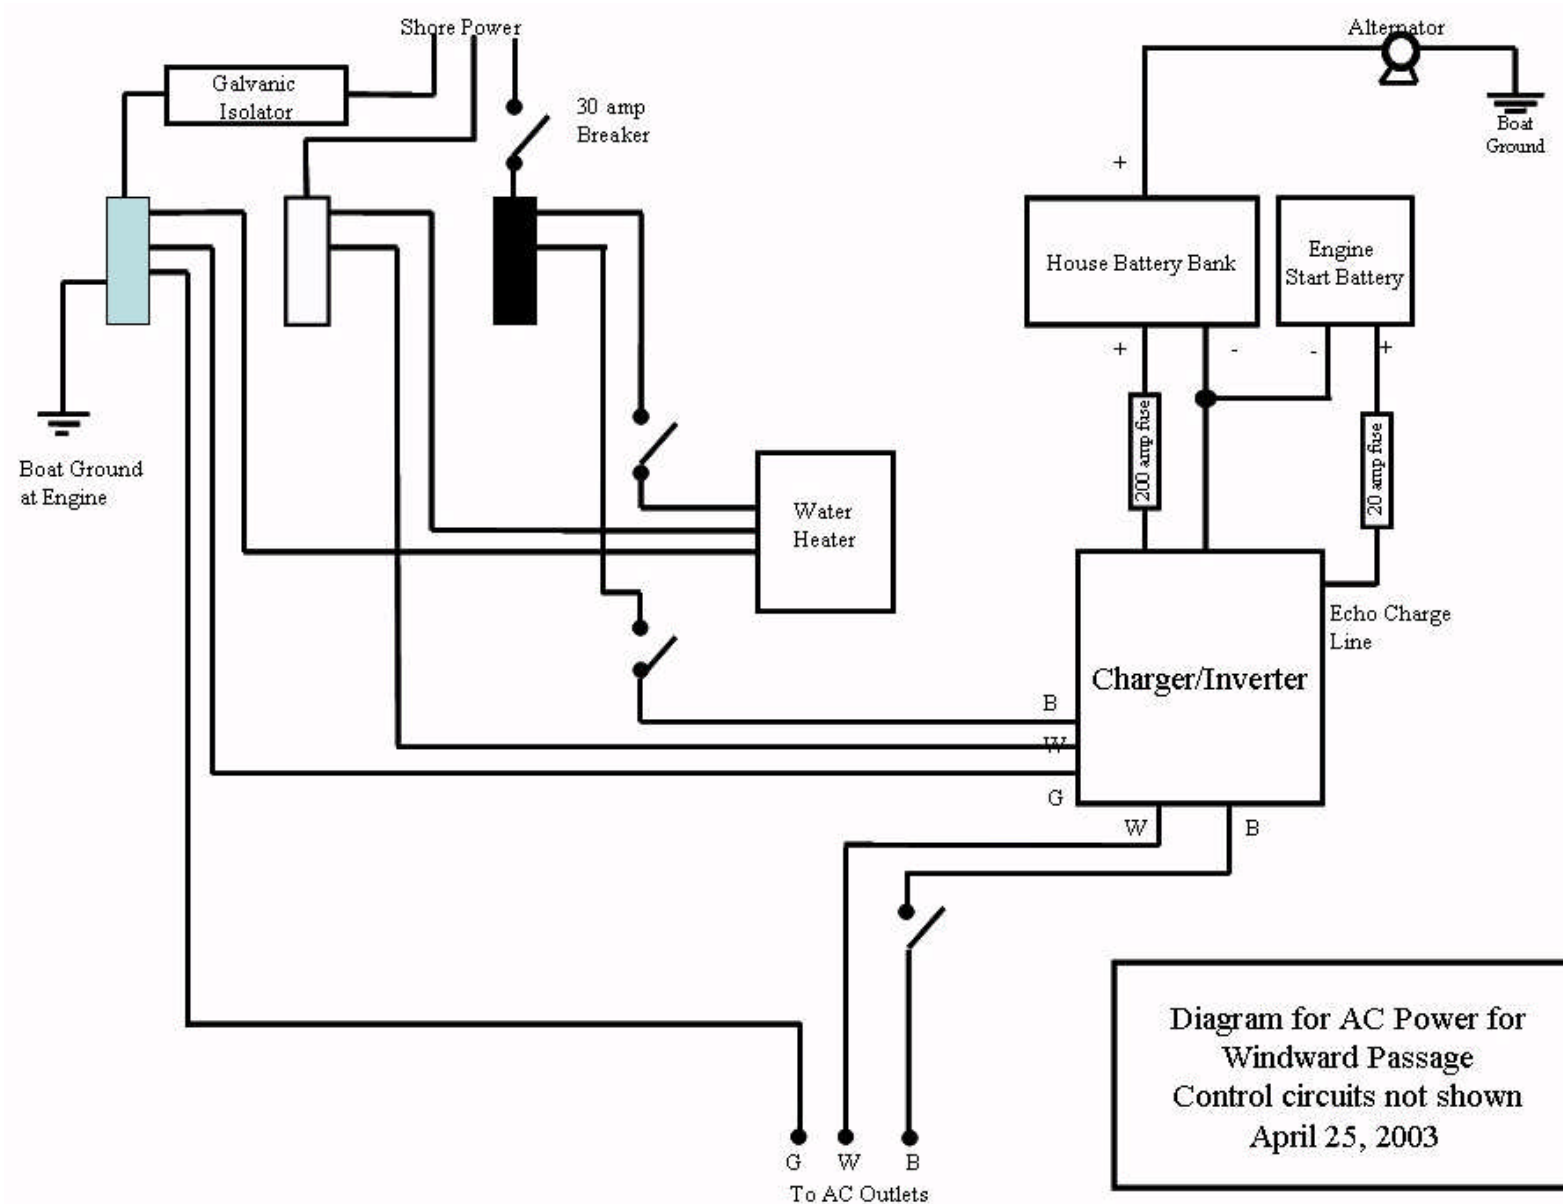 Shore Power
Alternator
Galvanic
Isolator
30 amp
Breaker
Boat
Ground
+
House Battery Bank
Engine
Start Battery
+
-
-
+
200 amp fuse
20 amp fuse
Boat Ground
at Engine
Water
Heater
Echo Charge
Line
Charger/Inverter
B
W
G
W
B
Diagram for AC Power for
Windward Passage
Control circuits not shown
April 25, 2003
G W B
To AC Outlets